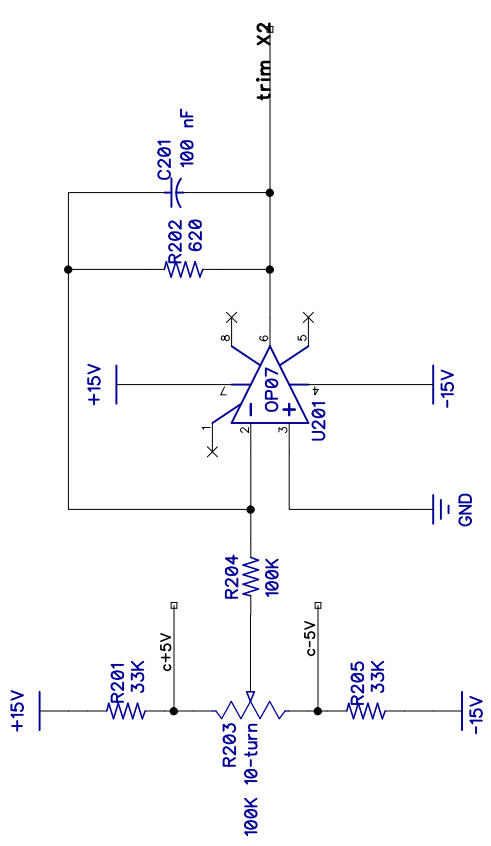 trim X2
C201
100 nF
R202
620
+15V
8
6
5
7
OP07
4
1
2
3
−
+
U201
-15V
GND
R204
100K
+15V
R201
33K
c+5V
c-5V
R203
100K 10-turn
R205
33K
-15V